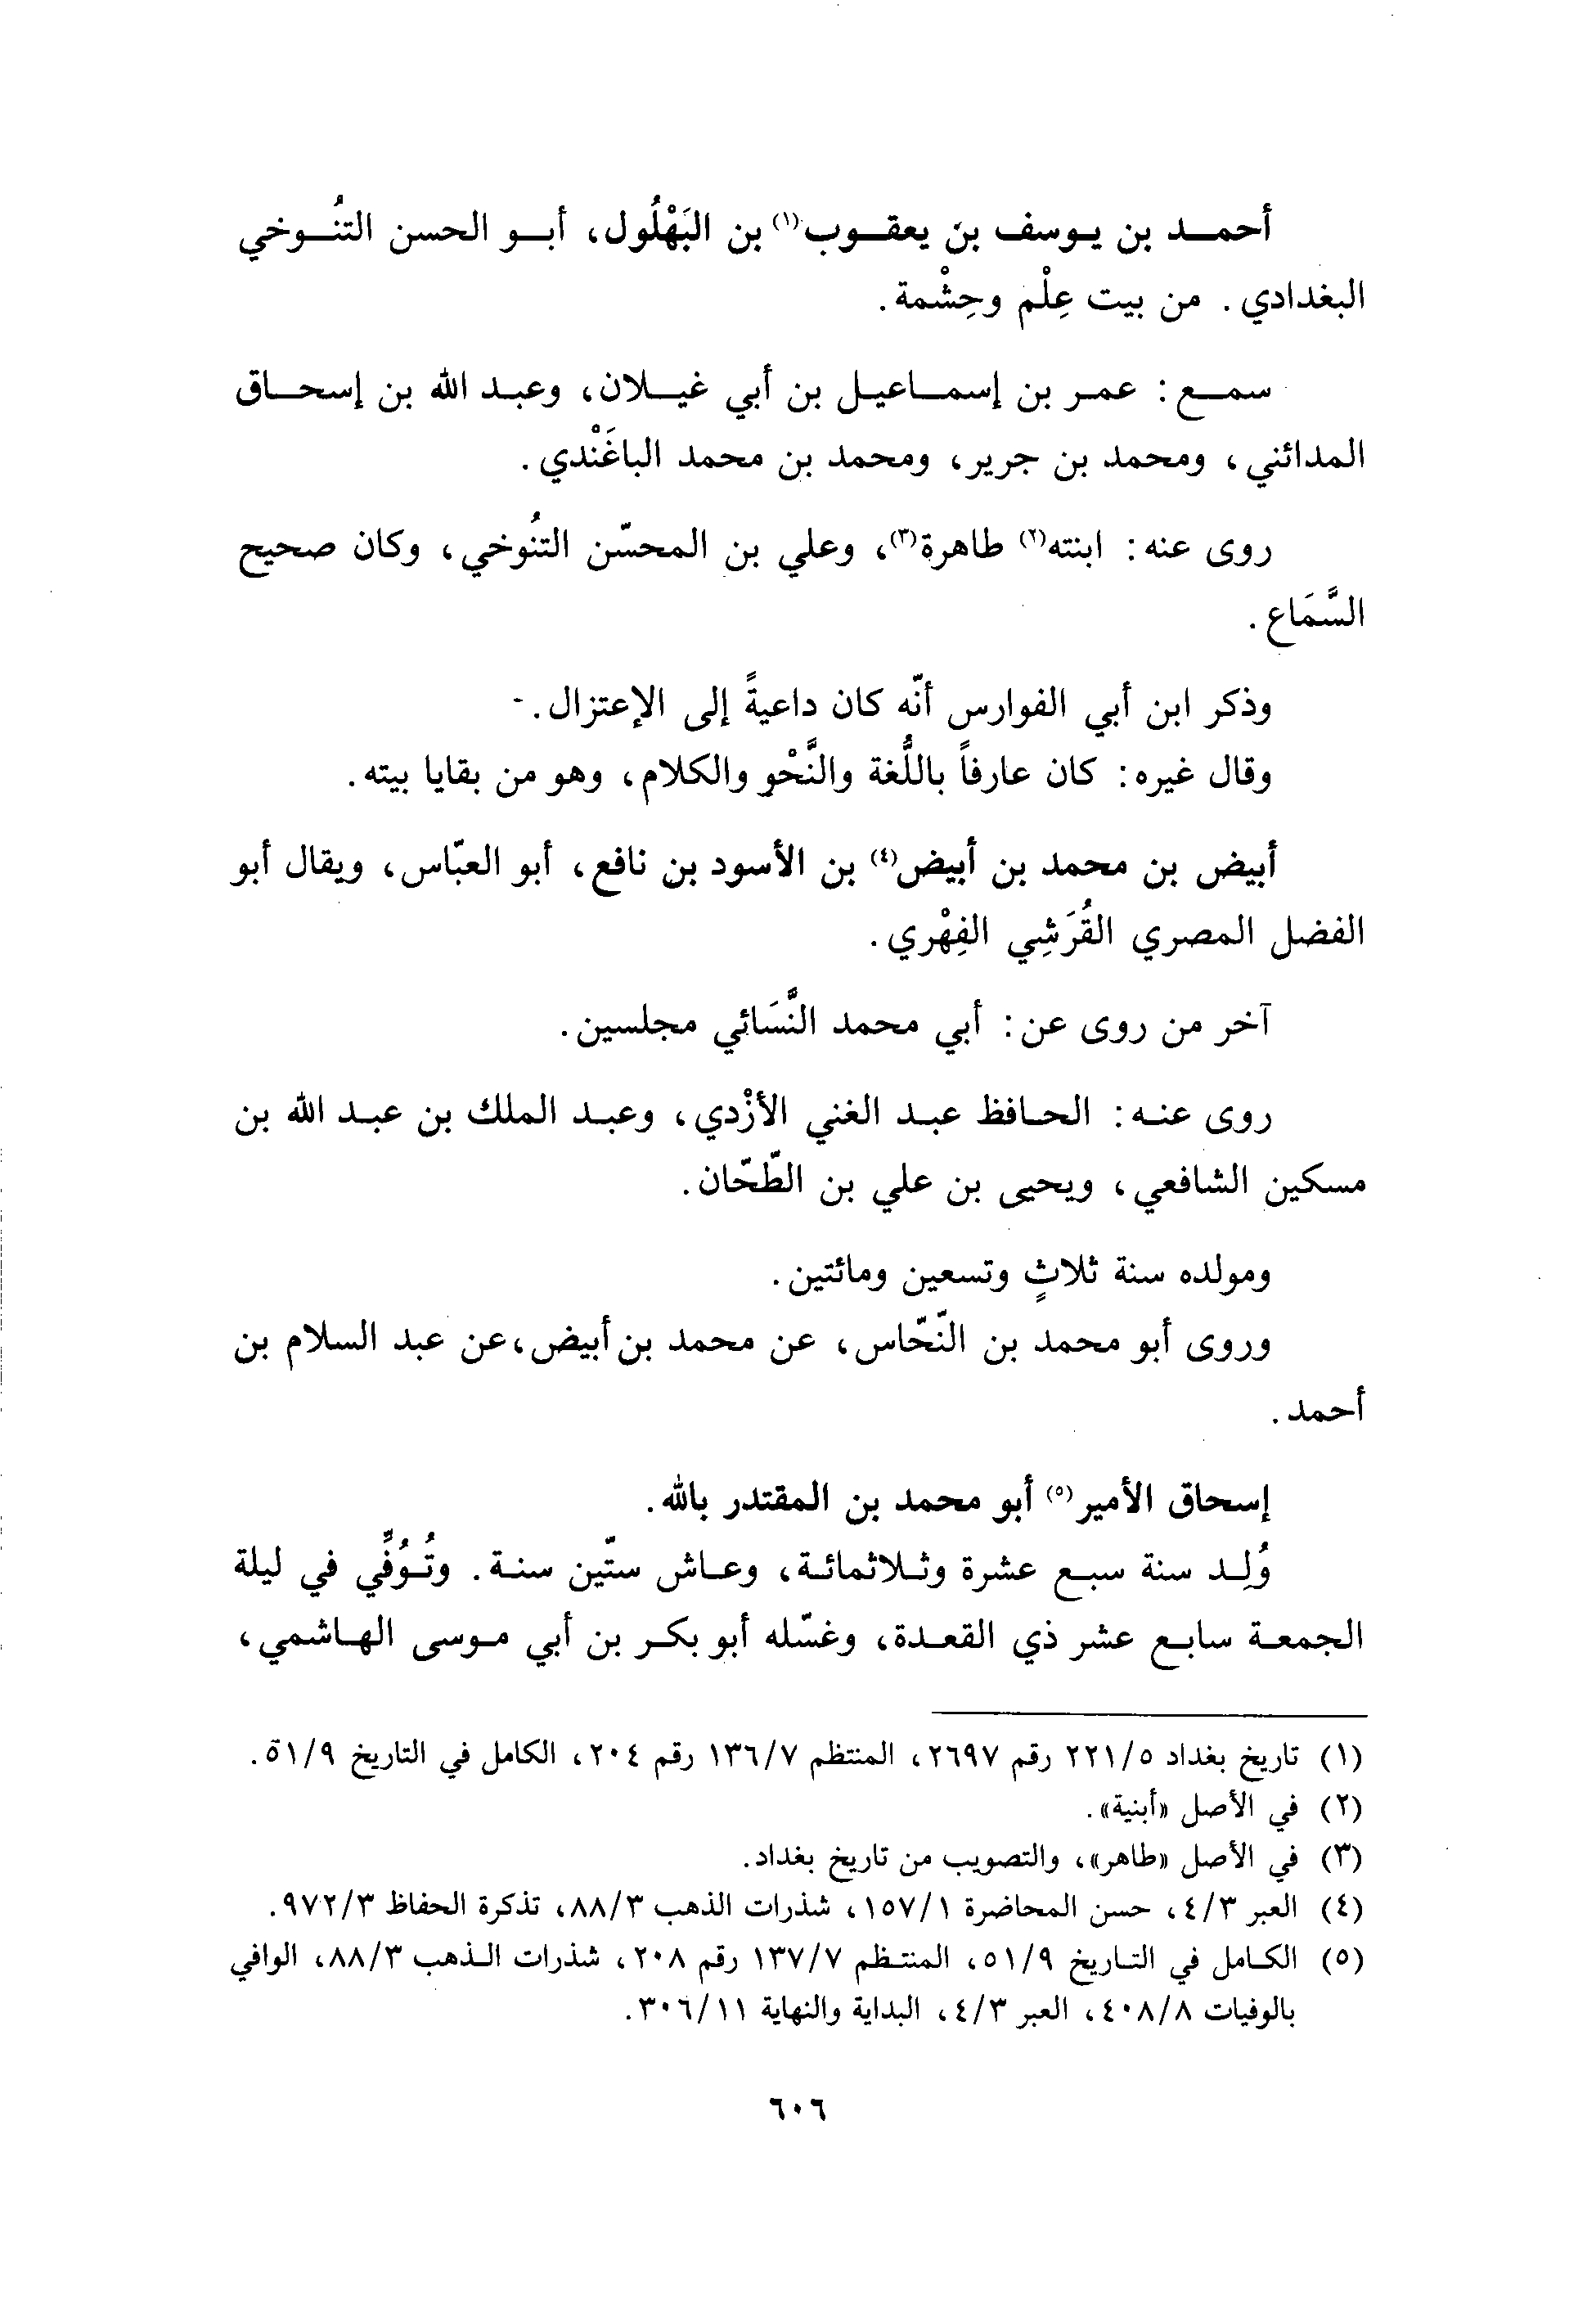 أحمد بن يوسف بن يعقوب(١) بن البَهْلُول، أبو الحسن التنُوخي
البغدادي. من بيت عِلْم وحِشْمة.
سمع: عمر بن إسماعيل بن أبي غيلان، وعبد الله بن إسحاق
المدائني، ومحمد بن جرير، ومحمد بن محمد الباغَنْدي.
روى عنه: ابنته(٢) طاهرة(٣)، وعلي بن المحسّن التنُوخي، وكان صحيح
السَّمَاع.
وذكر ابن أبي الفوارس أنّه كان داعيةً إلى الإعتزال.
وقال غيره: كان عارفاً باللُّغة والنَّحْوِ والكلام، وهو من بقايا بيته.
أبيض بن محمد بن أبيض(٤) بن الأسود بن نافع، أبو العبّاس، ويقال أبو
الفضل المصري القُرَشِي الفِهْري.
آخر من روى عن: أبي محمد النَّسَائي مجلسين.
روى عنه: الحافظ عبد الغني الأزْدي، وعبد الملك بن عبد الله بن
مسكين الشافعي، ويحيى بن علي بن الطّحّان.
ومولده سنة ثلاثٍ وتسعين ومائتين.
وروى أبو محمد بن النّحّاس، عن محمد بن أبيض، عن عبد السلام بن
أحمد.
إسحاق الأمير(٥) أبو محمد بن المقتدر بالله.
وُلِد سنة سبع عشرة وثلاثمائة، وعاش ستّين سنة. وتُوُفِّي في ليلة
الجمعة سابع عشر ذي القعدة، وغسّله أبو بكر بن أبي موسى الهاشمي،
(١) تاريخ بغداد ٢٢١/٥ رقم ٢٦٩٧، المنتظم ١٣٦/٧ رقم ٢٠٤، الكامل في التاريخ ٥١/٩.
(٢) في الأصل «أبنية».
(٣) في الأصل «طاهر»، والتصويب من تاريخ بغداد.
(٤) العبر ٤/٣، حسن المحاضرة ١٥٧/١، شذرات الذهب ٨٨/٣، تذكرة الحفاظ ٩٧٢/٣.
(٥) الكامل في التاريخ ٥١/٩، المنتظم ١٣٧/٧ رقم ٢٠٨، شذرات الذهب ٨٨/٣، الوافي
بالوفيات ٤٠٨/٨، العبر ٤/٣، البداية والنهاية ٣٠٦/١١.
٦٠٦